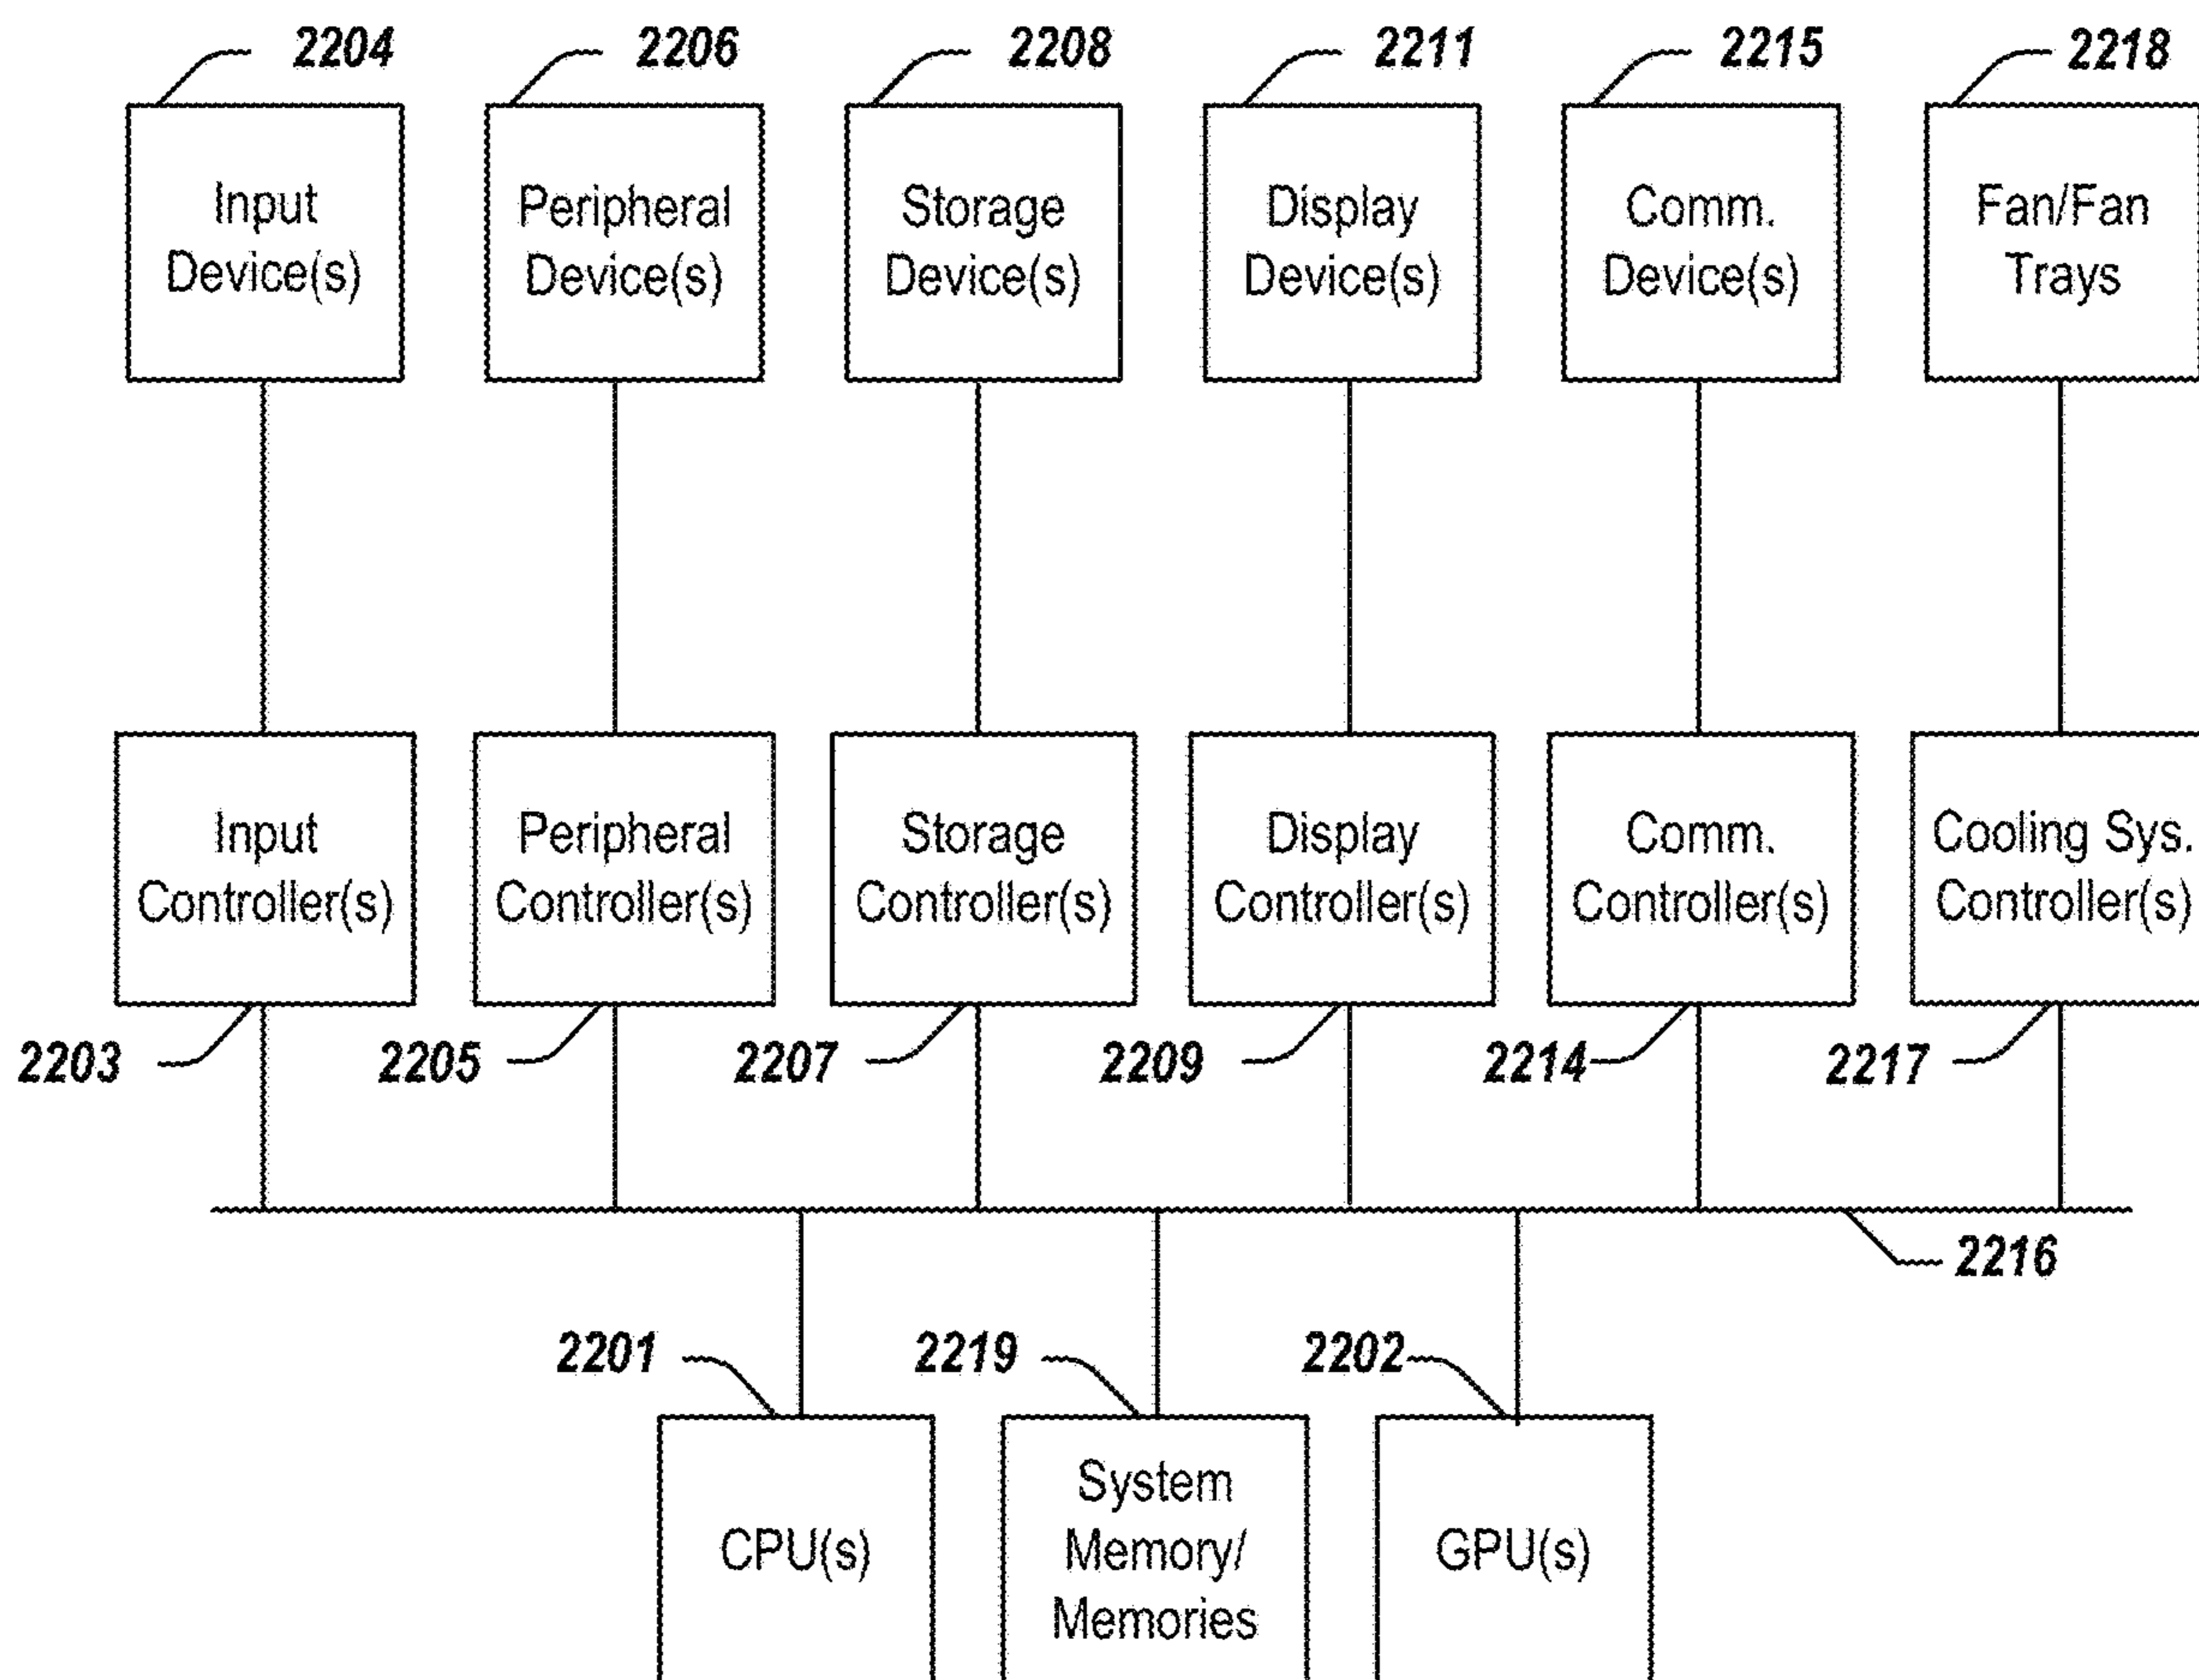 2204
2206
2208
2211
2215
2218
Input
Device(s)
Peripheral
Device(s)
Storage
Device(s)
Display
Device(s)
Comm.
Device(s)
Fan/Fan
Trays
Input
Controller(s)
Peripheral
Controller(s)
Storage
Controller(s)
Display
Controller(s)
Comm.
Controller(s)
Cooling Sys.
Controller(s)
2203
2205
2207
2209
2214
2217
2216
2201
2219
2202
CPU(s)
System
Memory/
Memories
GPU(s)